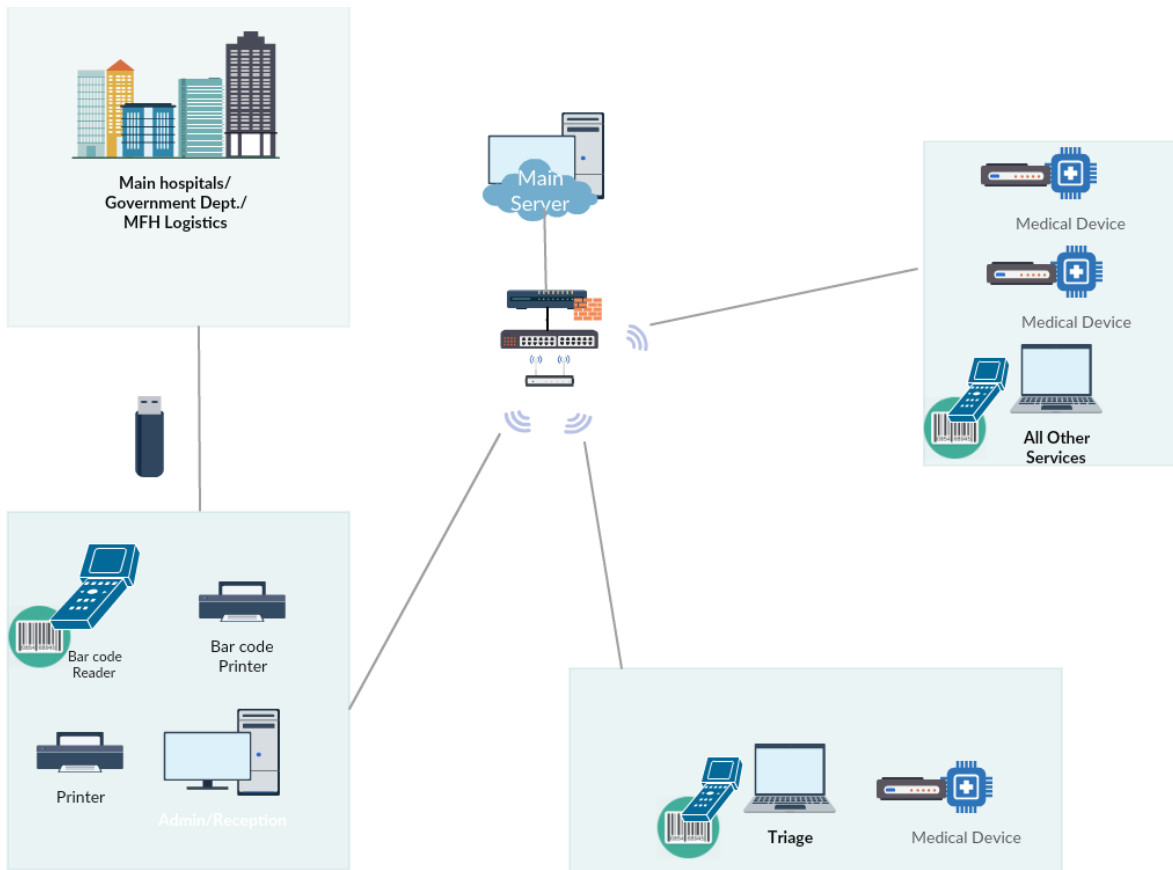 Main hospitals/
Government Dept./
MFH Logistics
Main
Server
Medical Device
Medical Device
All Other
Services
Bar code
Reader
Bar code
Printer
Printer
Admin/Reception
Triage
Medical Device